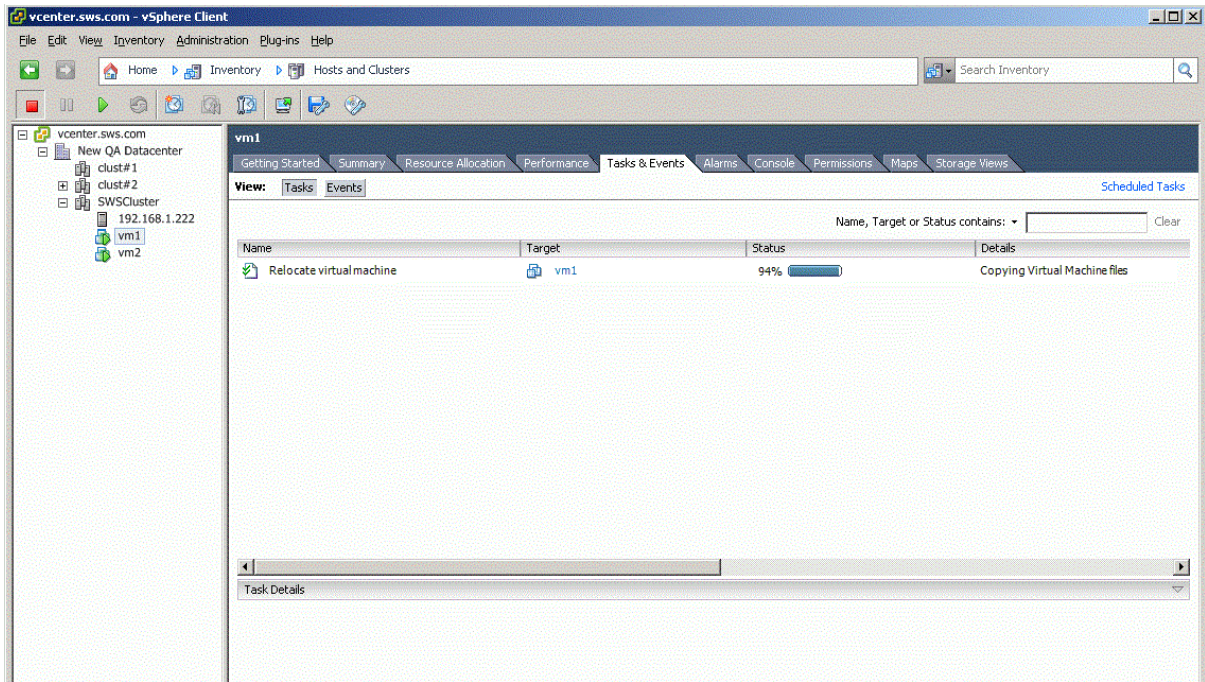 vcenter.sws.com - vSphere Client
File Edit View Inventory Administration Plug-ins Help
Home Inventory Hosts and Clusters Search Inventory
vcenter.sws.com
New QA Datacenter
clust#1
clust#2
SWSCluster
192.168.1.222
vm1
vm2
vm1
Getting Started Summary Resource Allocation Performance Tasks & Events Alarms Console Permissions Maps Storage Views
View: Tasks Events Scheduled Tasks
Name, Target or Status contains: Clear
Name Target Status Details
Relocate virtual machine vm1 94% Copying Virtual Machine files
Task Details